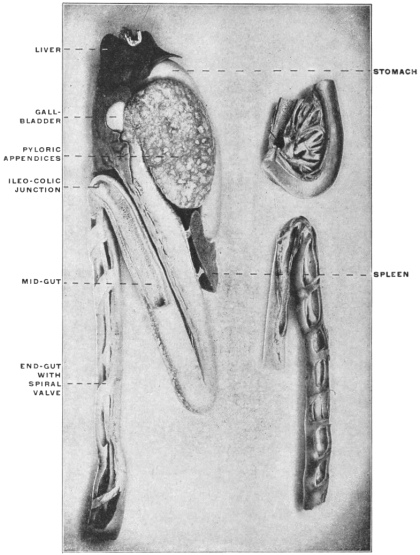 LIVER
STOMACH
GALL-
BLADDER
PYLORIC
APPENDICES
ILEO-COLIC
JUNCTION
SPLEEN
MID-GUT
END-GUT
WITH
SPIRAL
VALVE